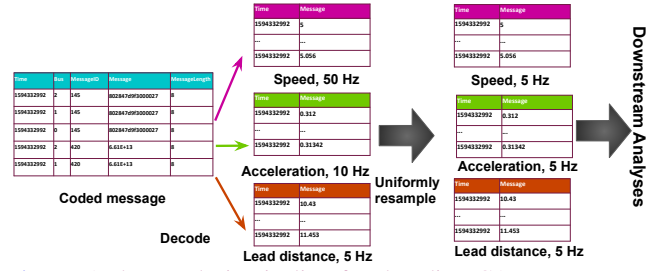 Time Bus MessageID Message MessageLength
1594332992 2 145 802847d9f3000027 8
1594332992 1 145 802847d9f3000027 8
1594332992 0 145 802847d9f3000027 8
1594332992 2 420 6.61E+13 8
1594332992 1 420 6.61E+13 8
Coded message
Decode
Time Message
1594332992 5
... ...
1594332992 5.056
Speed, 50 Hz
Time Message
1594332992 0.312
... ...
1594332992 0.31342
Acceleration, 10 Hz
Time Message
1594332992 10.43
... ...
1594332992 11.453
Lead distance, 5 Hz
Uniformly
resample
Time Message
1594332992 5
... ...
1594332992 5.056
Speed, 5 Hz
Time Message
1594332992 0.312
... ...
1594332992 0.31342
Acceleration, 5 Hz
Time Message
1594332992 10.43
... ...
1594332992 11.453
Lead distance, 5 Hz
Downstream Analyses